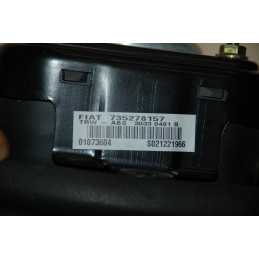 FIAT 735278157
TRW - ABS 3033 0481 B
01073604 S021221966